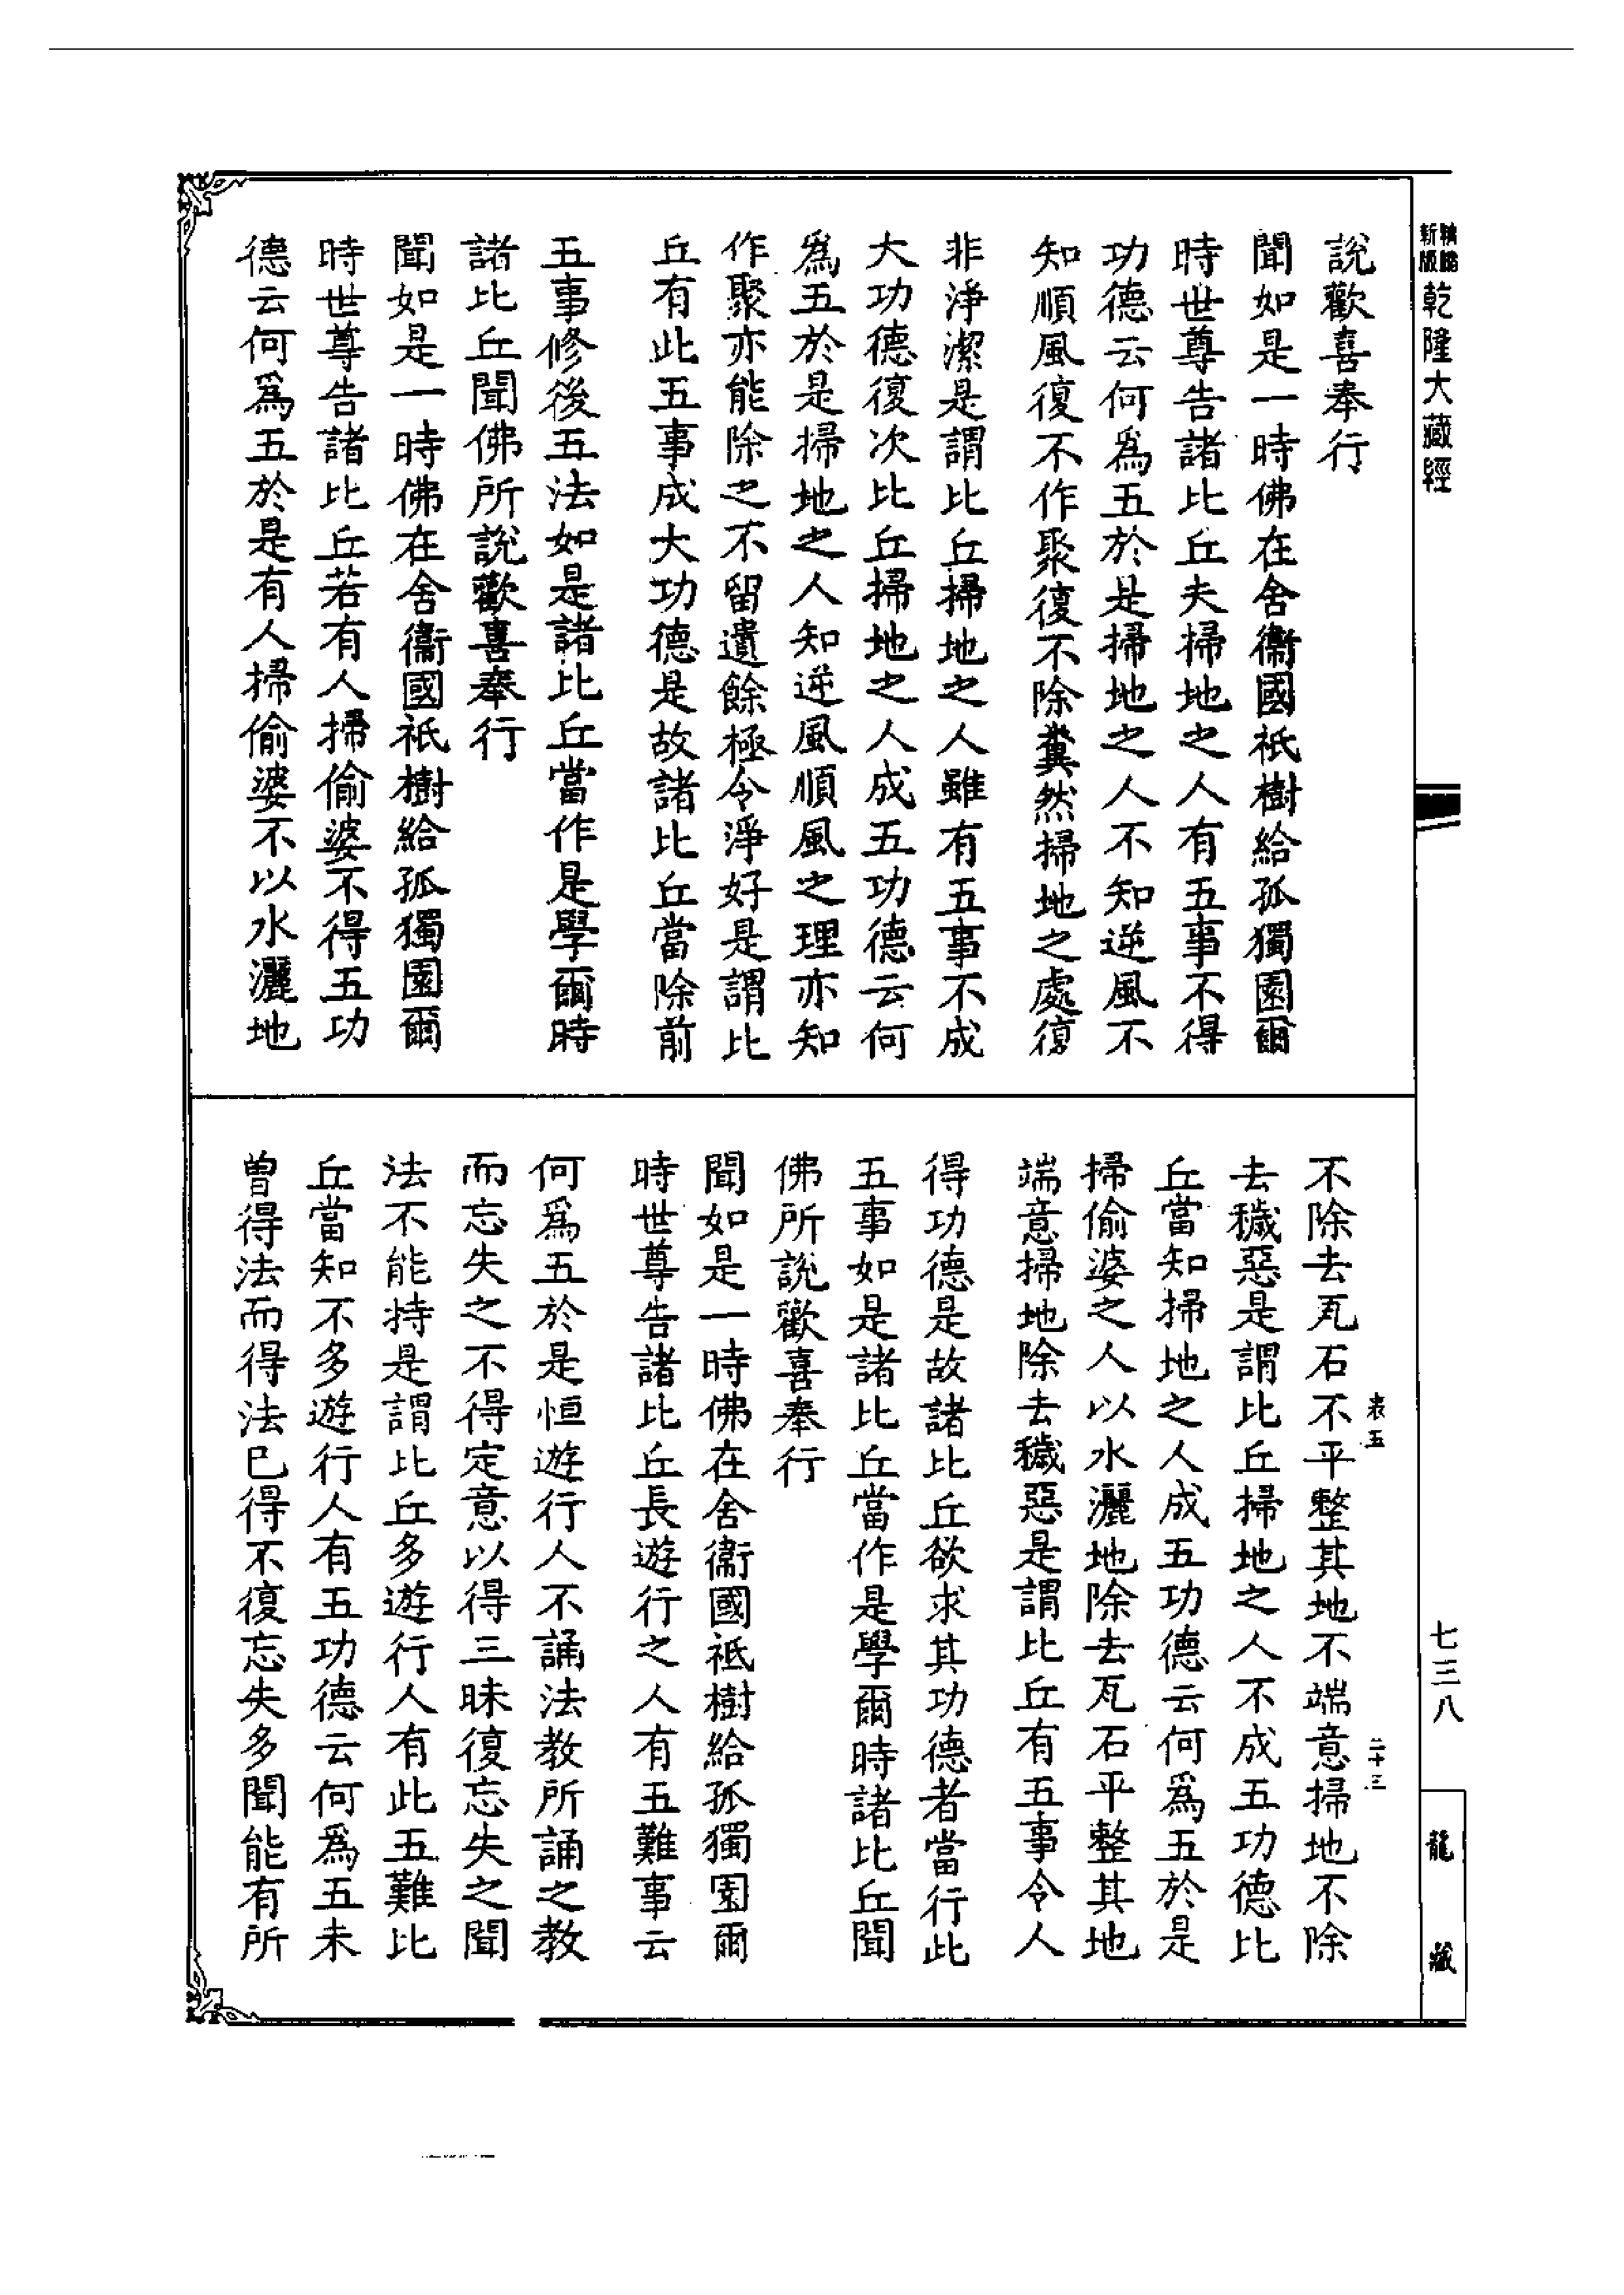 新版
乾隆大藏經
說歡喜奉行
聞如是一時佛在舍衞國祇樹給孤獨園爾
時世尊告諸比丘夫掃地之人有五事不得
功德云何爲五於是掃地之人不知逆風不
知順風復不作聚復不除糞然掃地之處復
非淨潔是謂比丘掃地之人雖有五事不成
大功德復次比丘掃地之人成五功德云何
爲五於是掃地之人知逆風順風之理亦知
作聚亦能除之不留遺餘極令淨好是謂比
丘有此五事成大功德是故諸比丘當除前
五事修後五法如是諸比丘當作是學爾時
諸比丘聞佛所說歡喜奉行
聞如是一時佛在舍衞國祇樹給孤獨園爾
時世尊告諸比丘若有人掃偷婆不得五功
德云何爲五於是有人掃偷婆不以水灑地
不除去瓦石不平整其地不端意掃地不除
去穢惡是謂比丘掃地之人不成五功德比
丘當知掃地之人成五功德云何爲五於是
掃偷婆之人以水灑地除去瓦石平整其地
端意掃地除去穢惡是謂比丘有五事令人
得功德是故諸比丘欲求其功德者當行此
五事如是諸比丘當作是學爾時諸比丘聞
佛所說歡喜奉行
聞如是一時佛在舍衞國祇樹給孤獨園爾
時世尊告諸比丘長遊行之人有五難事云
何爲五於是恒遊行人不誦法教所誦之教
而忘失之不得定意以得三昧復忘失之聞
法不能持是謂比丘多遊行人有此五難比
丘當知不多遊行人有五功德云何爲五未
曾得法而得法已得不復忘失多聞能有所
表五
二十三
七三八
龍藏